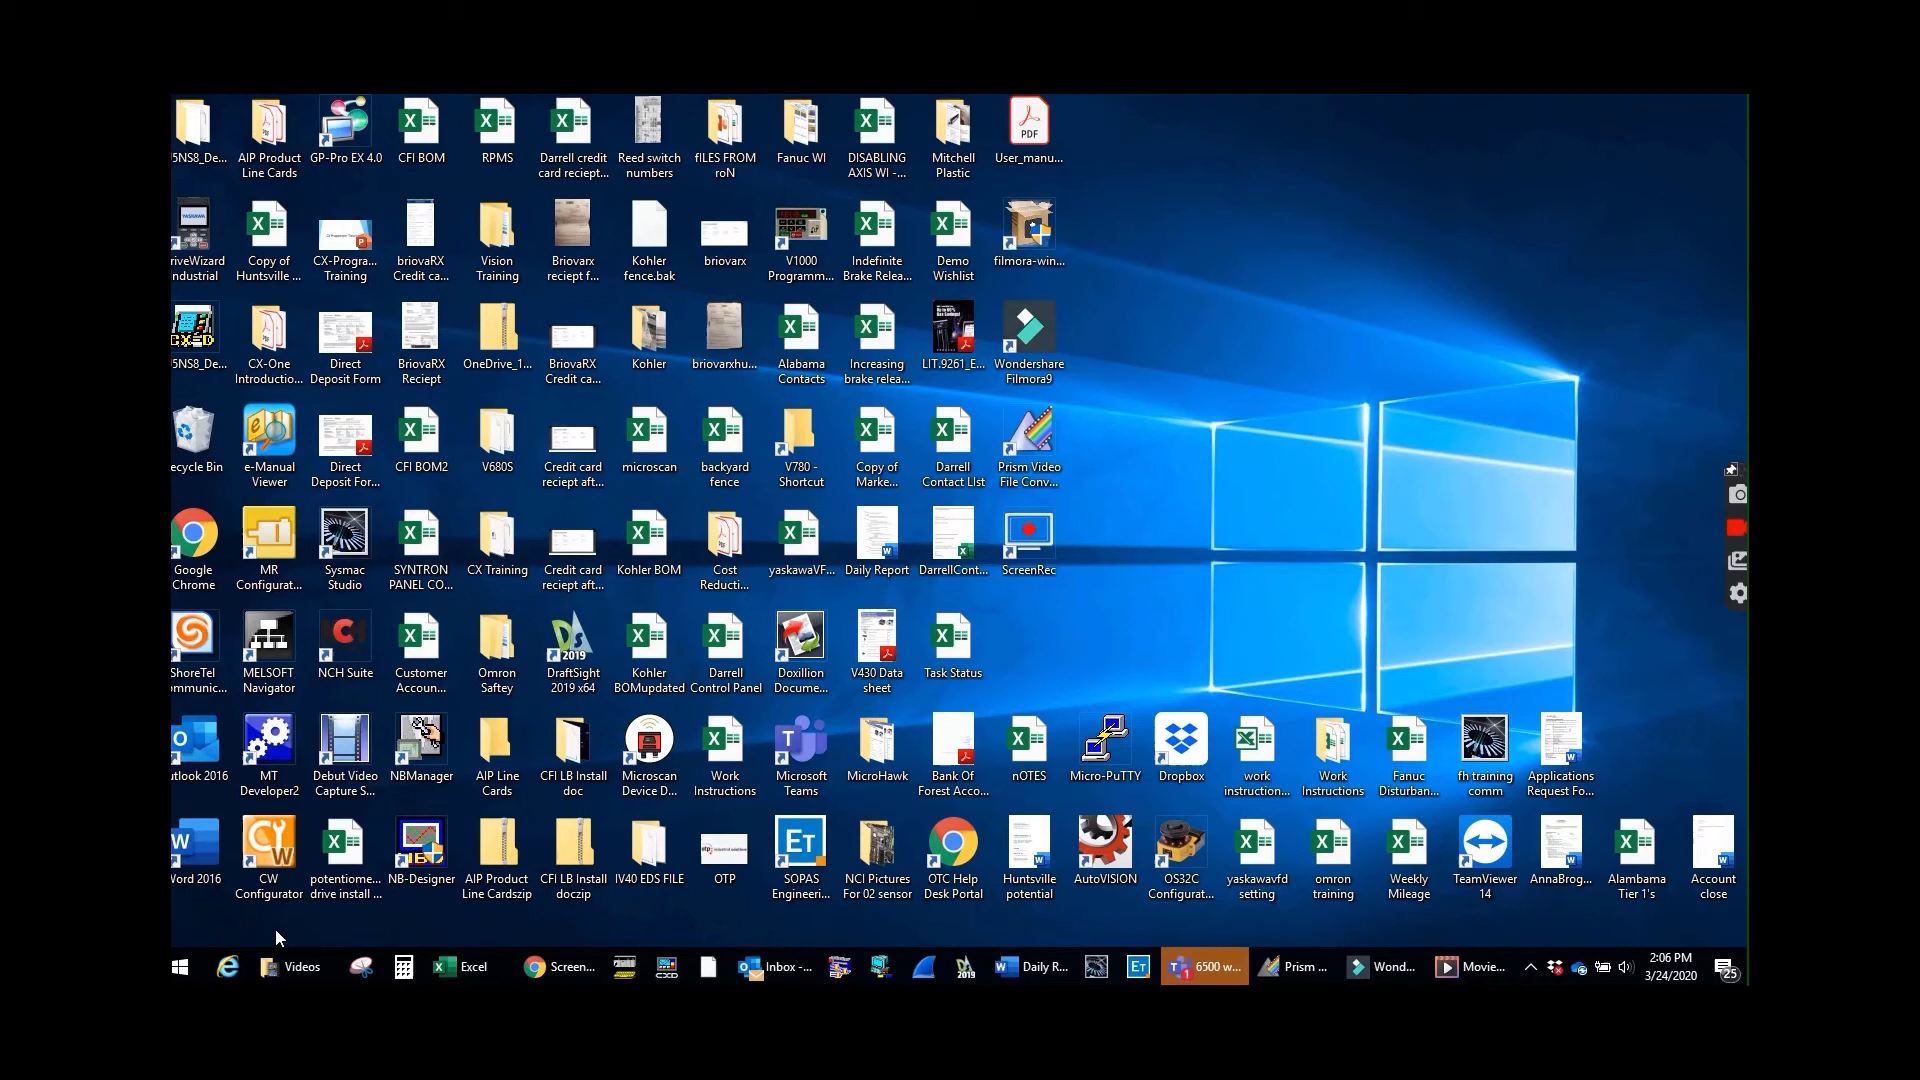 5NS8_De...
AIP Product
Line Cards
GP-Pro EX 4.0
CFI BOM
RPMS
Darrell credit
card reciept...
Reed switch
numbers
fILES FROM
roN
Fanuc WI
DISABLING
AXIS WI -...
Mitchell
Plastic
PDF
User_manu...
YASKAWA
riveWizard
ndustrial
Copy of
Huntsville ...
CX-Progra...
Training
briovaRX
Credit ca...
Vision
Training
Briovarx
reciept f...
Kohler
fence.bak
briovarx
V1000
Programm...
Indefinite
Brake Relea...
Demo
Wishlist
filmora-win...
CX-D
5NS8_De...
CX-One
Introductio...
Direct
Deposit Form
BriovaRX
Reciept
OneDrive_1...
BriovaRX
Credit ca...
Kohler
briovarxhu...
Alabama
Contacts
Increasing
brake relea...
LIT.9261_E...
Wondershare
Filmora9
ecycle Bin
e-Manual
Viewer
Direct
Deposit For...
CFI BOM2
V680S
Credit card
reciept aft...
microscan
backyard
fence
V780 -
Shortcut
Copy of
Marke...
Darrell
Contact LIst
Prism Video
File Conv...
Google
Chrome
MR
Configurat...
Sysmac
Studio
SYNTRON
PANEL CO...
CX Training
Credit card
reciept aft...
Kohler BOM
Cost
Reducti...
yaskawaVF...
Daily Report
DarrellCont...
ScreenRec
ShoreTel
ommunic...
MELSOFT
Navigator
NCH Suite
Customer
Accoun...
Omron
Saftey
2019
DraftSight
2019 x64
Kohler
BOMupdated
Darrell
Control Panel
Doxillion
Docume...
V430 Data
sheet
Task Status
utlook 2016
MT
Developer2
Debut Video
Capture S...
NBManager
AIP Line
Cards
CFI LB Install
doc
Microscan
Device D...
Work
Instructions
Microsoft
Teams
MicroHawk
Bank Of
Forest Acco...
nOTES
Micro-PuTTY
Dropbox
work
instruction...
Work
Instructions
Fanuc
Disturban...
fh training
comm
Applications
Request Fo...
Word 2016
CW
Configurator
potentiome...
drive install ...
NB-Designer
AIP Product
Line Cardszip
CFI LB Install
doczip
IV40 EDS FILE
OTP
ET
SOPAS
Engineeri...
NCI Pictures
For 02 sensor
OTC Help
Desk Portal
Huntsville
potential
AutoVISION
OS32C
Configurat...
yaskawavfd
setting
omron
training
Weekly
Mileage
TeamViewer
14
AnnaBrog...
Alambama
Tier 1's
Account
close
Videos
Excel
Screen...
CXD
Inbox -...
2019
Daily R...
ET
6500 w...
Prism ...
Wond...
Movie...
2:06 PM
3/24/2020
25